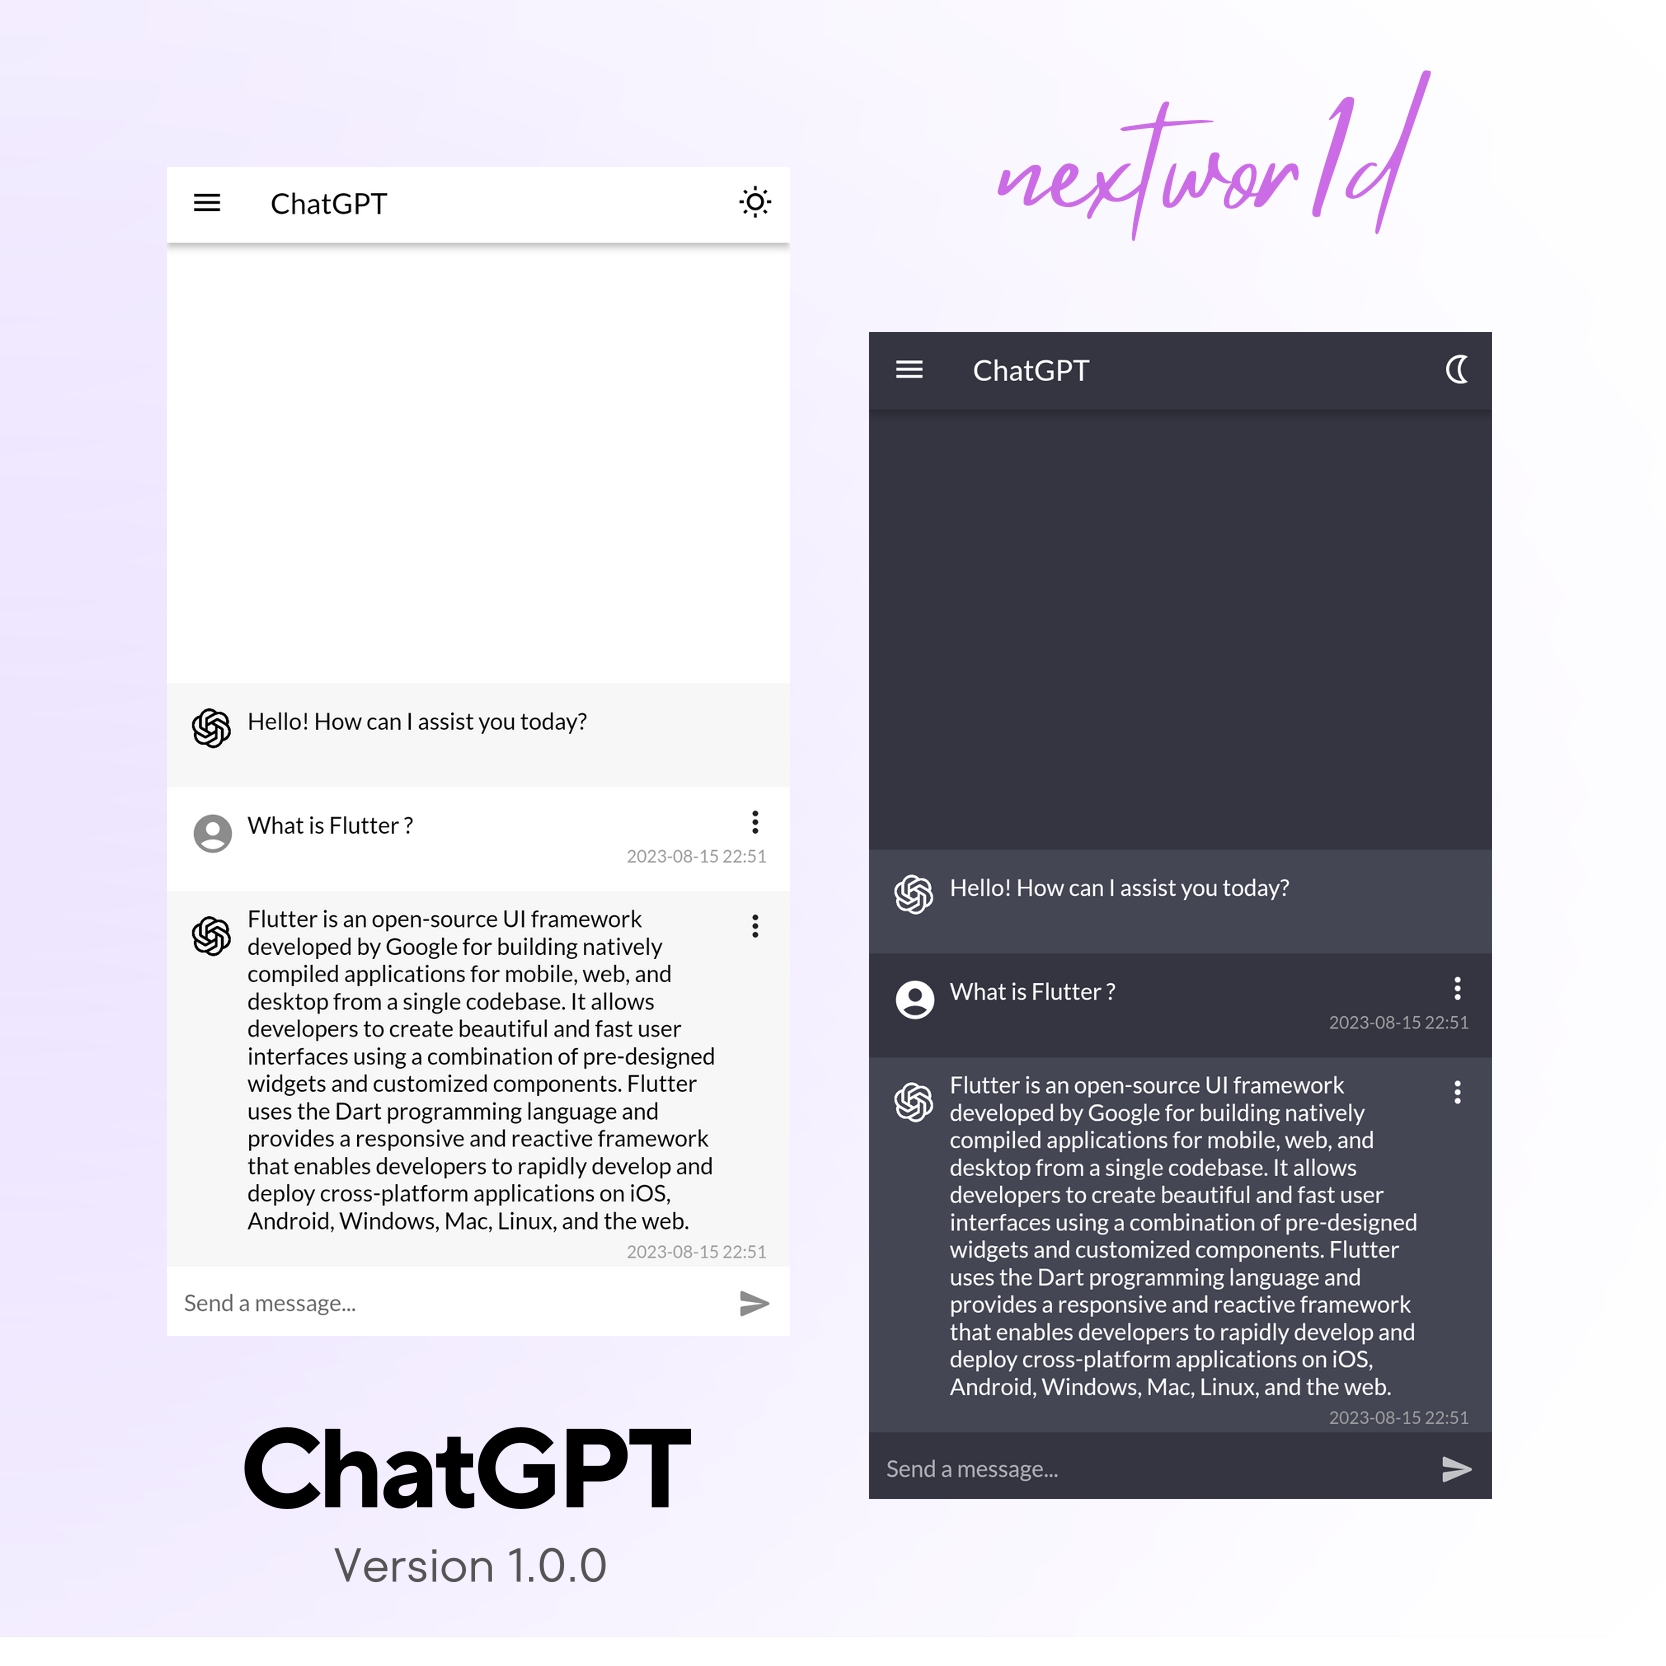 nextwor1d
ChatGPT
Hello! How can I assist you today?
What is Flutter ?
2023-08-15 22:51
Flutter is an open-source UI framework
developed by Google for building natively
compiled applications for mobile, web, and
desktop from a single codebase. It allows
developers to create beautiful and fast user
interfaces using a combination of pre-designed
widgets and customized components. Flutter
uses the Dart programming language and
provides a responsive and reactive framework
that enables developers to rapidly develop and
deploy cross-platform applications on iOS,
Android, Windows, Mac, Linux, and the web.
2023-08-15 22:51
Send a message...
ChatGPT
Version 1.0.0
ChatGPT
Hello! How can I assist you today?
What is Flutter ?
2023-08-15 22:51
Flutter is an open-source UI framework
developed by Google for building natively
compiled applications for mobile, web, and
desktop from a single codebase. It allows
developers to create beautiful and fast user
interfaces using a combination of pre-designed
widgets and customized components. Flutter
uses the Dart programming language and
provides a responsive and reactive framework
that enables developers to rapidly develop and
deploy cross-platform applications on iOS,
Android, Windows, Mac, Linux, and the web.
2023-08-15 22:51
Send a message...